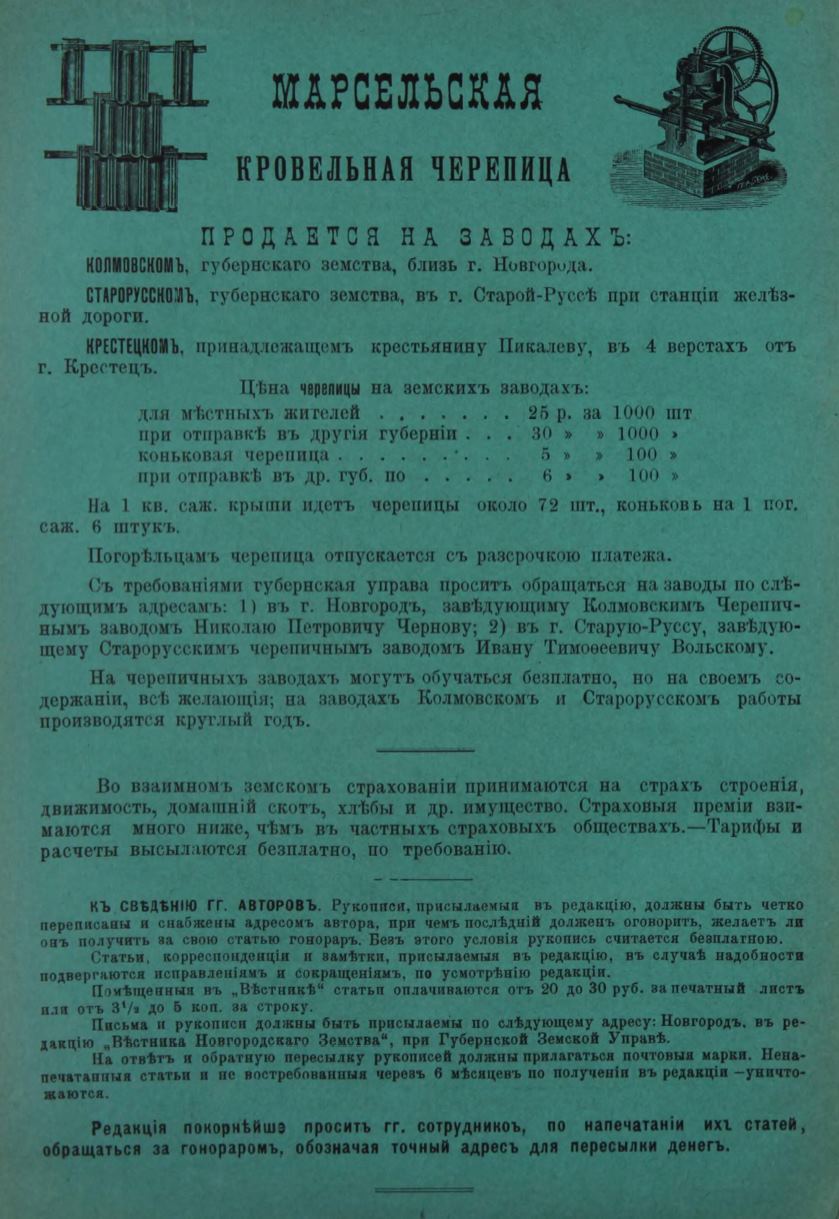 МАРСЕЛЬСКАЯ
КРОВЕЛЬНАЯ ЧЕРЕПИЦА
ПРОДАЕТСЯ НА ЗАВОДАХЪ:
КОЛМОВСКОМЪ, губернскаго земства, близь г. Новгорода.
СТАРОРУССКОМЪ, губернскаго земства, въ г. Старой-Руссѣ при станціи желѣз-
ной дороги.
КРЕСТЕЦКОМЪ, принадлежащемъ крестьянину Пикалеву, въ 4 верстахъ отъ
г. Крестецъ.
Цѣна черепицы на земскихъ заводахъ:
для мѣстныхъ жителей . . . . . . . 25 р. за 1000 шт
при отправкѣ въ другія губерніи . . . 30 » » 1000 »
коньковая черепица . . . . . . . . . 5 » » 100 »
при отправкѣ въ др. губ. по . . . . . 6 » » 100 »
На 1 кв. саж. крыши идетъ черепицы около 72 шт., коньковъ на 1 пог.
саж. 6 штукъ.
Погорѣльцамъ черепица отпускается съ разсрочкою платежа.
Съ требованіями губернская управа проситъ обращаться на заводы по слѣ-
дующимъ адресамъ: 1) въ г. Новгородъ, завѣдующиму Колмовскимъ Черепич-
нымъ заводомъ Николаю Петровичу Чернову; 2) въ г. Старую-Руссу, завѣдую-
щему Старорусскимъ черепичнымъ заводомъ Ивану Тимоѳеевичу Вольскому.
На черепичныхъ заводахъ могутъ обучаться безплатно, но на своемъ со-
держаніи, всѣ желающія; на заводахъ Колмовскомъ и Старорусскомъ работы
производятся круглый годъ.
Во взаимномъ земскомъ страхованіи принимаются на страхъ строенія,
движимость, домашній скотъ, хлѣбы и др. имущество. Страховыя преміи взи-
маются много ниже, чѣмъ въ частныхъ страховыхъ обществахъ.—Тарифы и
расчеты высылаются безплатно, по требованію.
КЪ СВѢДѢНІЮ ГГ. АВТОРОВЪ. Рукописи, присылаемыя въ редакцію, должны быть четко
переписаны и снабжены адресомъ автора, при чемъ послѣдній долженъ оговорить, желаетъ ли
онъ получить за свою статью гонораръ. Безъ этого условія рукопись считается безплатною.
Статьи, корреспонденціи и замѣтки, присылаемыя въ редакцію, въ случаѣ надобности
подвергаются исправленіямъ и сокращеніямъ, по усмотрѣнію редакціи.
Помѣщенныя въ „Вѣстникѣ“ статьи оплачиваются отъ 20 до 30 руб. за печатный листъ
или отъ 3¹/₂ до 5 коп. за строку.
Письма и рукописи должны быть присылаемы по слѣдующему адресу: Новгородъ. въ ре-
дакцію „Вѣстника Новгородскаго Земства“, при Губернской Земской Управѣ.
На отвѣтъ и обратную пересылку рукописей должны прилагаться почтовыя марки. Нена-
печатанныя статьи и не востребованныя черезъ 6 мѣсяцевъ по полученіи въ редакціи—уничто-
жаются.
Редакція покорнѣйшэ проситъ гг. сотрудникоъ, по напечатаніи ихъ статей,
обращаться за гонораромъ, обозначая точный адресъ для пересылки денегъ.